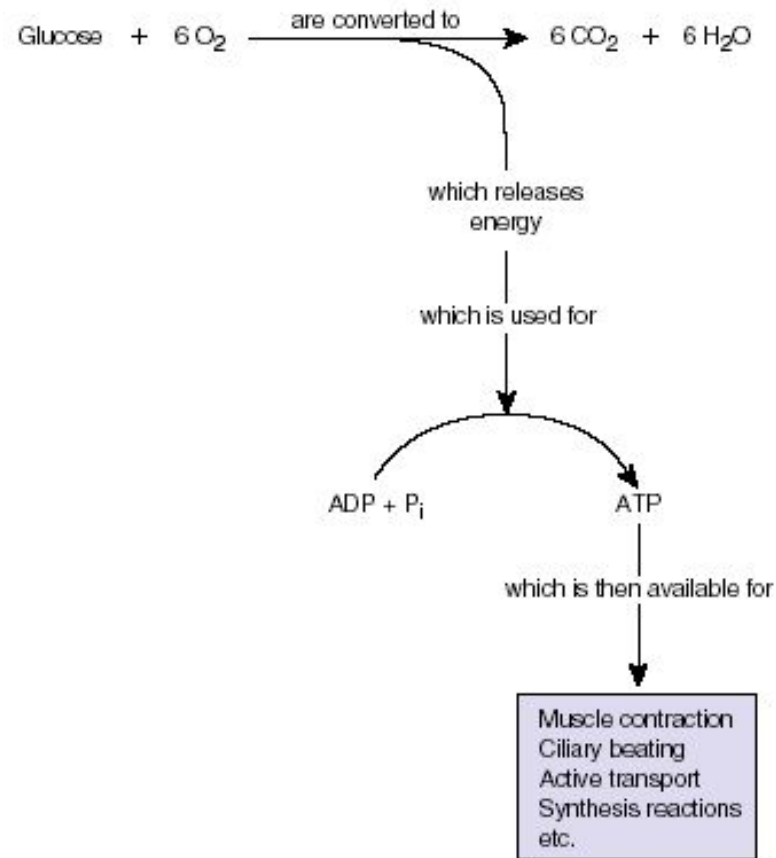 are converted to
Glucose + 6 O₂ 6 CO₂ + 6 H₂O
which releases
energy
which is used for
ADP + Pᵢ ATP
which is then available for
Muscle contraction
Ciliary beating
Active transport
Synthesis reactions
etc.